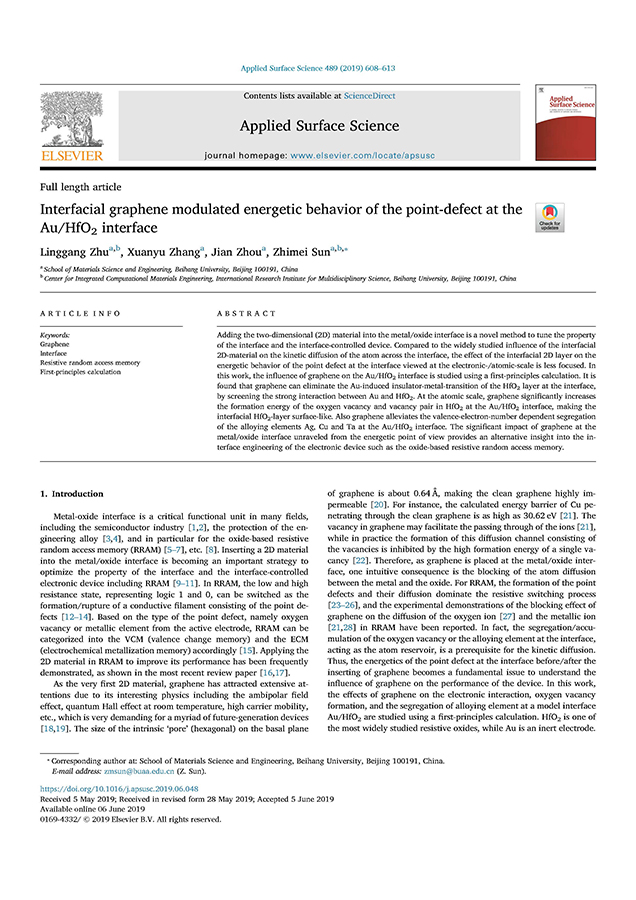 Applied Surface Science 489 (2019) 608–613
Contents lists available at ScienceDirect
Applied Surface Science
journal homepage: www.elsevier.com/locate/apsusc
ELSEVIER
Applied
Surface Science
Full length article
Interfacial graphene modulated energetic behavior of the point-defect at the
Au/HfO₂ interface
Check for
updates
Linggang Zhuᵃ,ᵇ, Xuanyu Zhangᵃ, Jian Zhouᵃ, Zhimei Sunᵃ,ᵇ,*
ᵃ School of Materials Science and Engineering, Beihang University, Beijing 100191, China
ᵇ Center for Integrated Computational Materials Engineering, International Research Institute for Multidisciplinary Science, Beihang University, Beijing 100191, China
ARTICLE INFO
Keywords:
Graphene
Interface
Resistive random access memory
First-principles calculation
ABSTRACT
Adding the two-dimensional (2D) material into the metal/oxide interface is a novel method to tune the property
of the interface and the interface-controlled device. Compared to the widely studied influence of the interfacial
2D-material on the kinetic diffusion of the atom across the interface, the effect of the interfacial 2D layer on the
energetic behavior of the point defect at the interface viewed at the electronic-/atomic-scale is less focused. In
this work, the influence of graphene on the Au/HfO₂ interface is studied using a first-principles calculation. It is
found that graphene can eliminate the Au-induced insulator-metal-transition of the HfO₂ layer at the interface,
by screening the strong interaction between Au and HfO₂. At the atomic scale, graphene significantly increases
the formation energy of the oxygen vacancy and vacancy pair in HfO₂ at the Au/HfO₂ interface, making the
interfacial HfO₂-layer surface-like. Also graphene alleviates the valence-electron-number dependent segregation
of the alloying elements Ag, Cu and Ta at the Au/HfO₂ interface. The significant impact of graphene at the
metal/oxide interface unraveled from the energetic point of view provides an alternative insight into the in-
terface engineering of the electronic device such as the oxide-based resistive random access memory.
1. Introduction
Metal-oxide interface is a critical functional unit in many fields,
including the semiconductor industry [1,2], the protection of the en-
gineering alloy [3,4], and in particular for the oxide-based resistive
random access memory (RRAM) [5–7], etc. [8]. Inserting a 2D material
into the metal/oxide interface is becoming an important strategy to
optimize the property of the interface and the interface-controlled
electronic device including RRAM [9–11]. In RRAM, the low and high
resistance state, representing logic 1 and 0, can be switched as the
formation/rupture of a conductive filament consisting of the point de-
fects [12–14]. Based on the type of the point defect, namely oxygen
vacancy or metallic element from the active electrode, RRAM can be
categorized into the VCM (valence change memory) and the ECM
(electrochemical metallization memory) accordingly [15]. Applying the
2D material in RRAM to improve its performance has been frequently
demonstrated, as shown in the most recent review paper [16,17].
As the very first 2D material, graphene has attracted extensive at-
tentions due to its interesting physics including the ambipolar field
effect, quantum Hall effect at room temperature, high carrier mobility,
etc., which is very demanding for a myriad of future-generation devices
[18,19]. The size of the intrinsic ‘pore’ (hexagonal) on the basal plane
of graphene is about 0.64 Å, making the clean graphene highly im-
permeable [20]. For instance, the calculated energy barrier of Cu pe-
netrating through the clean graphene is as high as 30.62 eV [21]. The
vacancy in graphene may facilitate the passing through of the ions [21],
while in practice the formation of this diffusion channel consisting of
the vacancies is inhibited by the high formation energy of a single va-
cancy [22]. Therefore, as graphene is placed at the metal/oxide inter-
face, one intuitive consequence is the blocking of the atom diffusion
between the metal and the oxide. For RRAM, the formation of the point
defects and their diffusion dominate the resistive switching process
[23–26], and the experimental demonstrations of the blocking effect of
graphene on the diffusion of the oxygen ion [27] and the metallic ion
[21,28] in RRAM have been reported. In fact, the segregation/accu-
mulation of the oxygen vacancy or the alloying element at the interface,
acting as the atom reservoir, is a prerequisite for the kinetic diffusion.
Thus, the energetics of the point defect at the interface before/after the
inserting of graphene becomes a fundamental issue to understand the
influence of graphene on the performance of the device. In this work,
the effects of graphene on the electronic interaction, oxygen vacancy
formation, and the segregation of alloying element at a model interface
Au/HfO₂ are studied using a first-principles calculation. HfO₂ is one of
the most widely studied resistive oxides, while Au is an inert electrode.
* Corresponding author at: School of Materials Science and Engineering, Beihang University, Beijing 100191, China.
E-mail address: zmsun@buaa.edu.cn (Z. Sun).
https://doi.org/10.1016/j.apsusc.2019.06.048
Received 5 May 2019; Received in revised form 28 May 2019; Accepted 5 June 2019
Available online 06 June 2019
0169-4332/ © 2019 Elsevier B.V. All rights reserved.